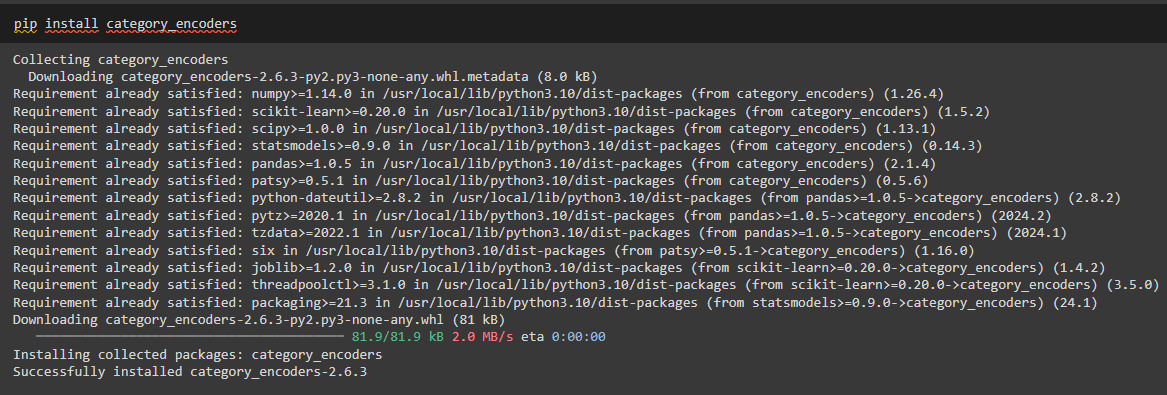 pip install category_encoders
Collecting category_encoders
Downloading category_encoders-2.6.3-py2.py3-none-any.whl.metadata (8.0 kB)
Requirement already satisfied: numpy>=1.14.0 in /usr/local/lib/python3.10/dist-packages (from category_encoders) (1.26.4)
Requirement already satisfied: scikit-learn>=0.20.0 in /usr/local/lib/python3.10/dist-packages (from category_encoders) (1.5.2)
Requirement already satisfied: scipy>=1.0.0 in /usr/local/lib/python3.10/dist-packages (from category_encoders) (1.13.1)
Requirement already satisfied: statsmodels>=0.9.0 in /usr/local/lib/python3.10/dist-packages (from category_encoders) (0.14.3)
Requirement already satisfied: pandas>=1.0.5 in /usr/local/lib/python3.10/dist-packages (from category_encoders) (2.1.4)
Requirement already satisfied: patsy>=0.5.1 in /usr/local/lib/python3.10/dist-packages (from category_encoders) (0.5.6)
Requirement already satisfied: python-dateutil>=2.8.2 in /usr/local/lib/python3.10/dist-packages (from pandas>=1.0.5->category_encoders) (2.8.2)
Requirement already satisfied: pytz>=2020.1 in /usr/local/lib/python3.10/dist-packages (from pandas>=1.0.5->category_encoders) (2024.2)
Requirement already satisfied: tzdata>=2022.1 in /usr/local/lib/python3.10/dist-packages (from pandas>=1.0.5->category_encoders) (2024.1)
Requirement already satisfied: six in /usr/local/lib/python3.10/dist-packages (from patsy>=0.5.1->category_encoders) (1.16.0)
Requirement already satisfied: joblib>=1.2.0 in /usr/local/lib/python3.10/dist-packages (from scikit-learn>=0.20.0->category_encoders) (1.4.2)
Requirement already satisfied: threadpoolctl>=3.1.0 in /usr/local/lib/python3.10/dist-packages (from scikit-learn>=0.20.0->category_encoders) (3.5.0)
Requirement already satisfied: packaging>=21.3 in /usr/local/lib/python3.10/dist-packages (from statsmodels>=0.9.0->category_encoders) (24.1)
Downloading category_encoders-2.6.3-py2.py3-none-any.whl (81 kB)
81.9/81.9 kB 2.0 MB/s eta 0:00:00
Installing collected packages: category_encoders
Successfully installed category_encoders-2.6.3